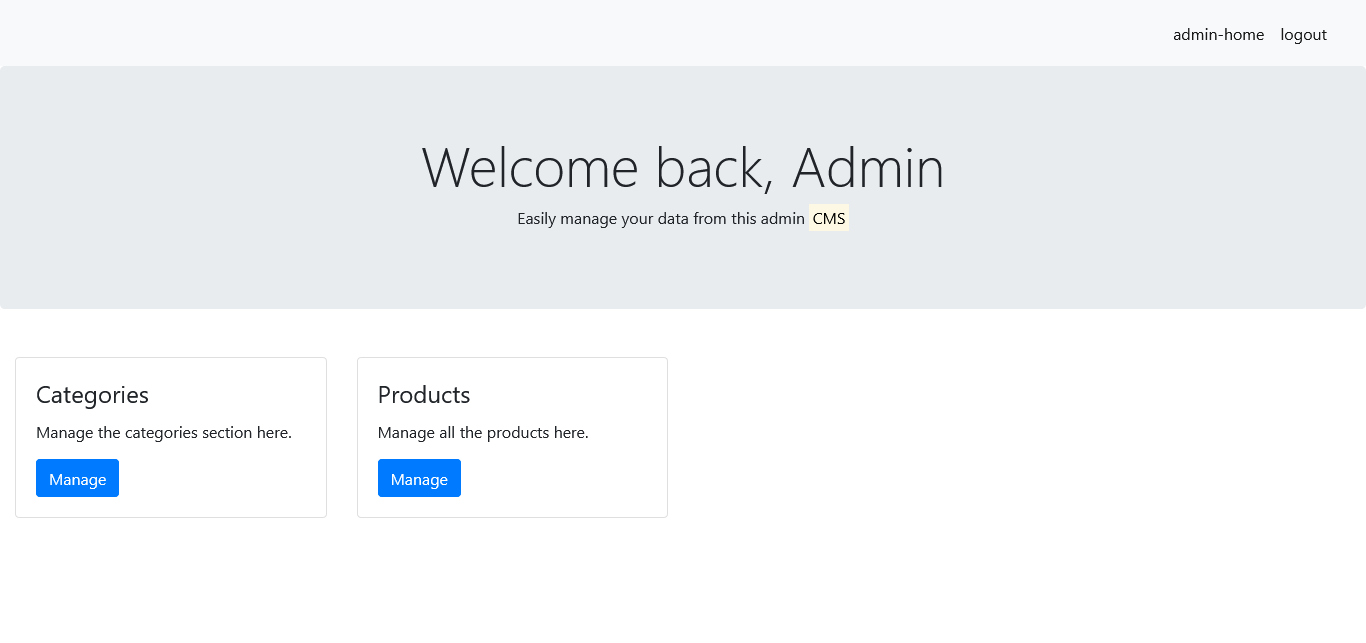 admin-home logout
Welcome back, Admin
Easily manage your data from this admin CMS
Categories
Manage the categories section here.
Manage
Products
Manage all the products here.
Manage